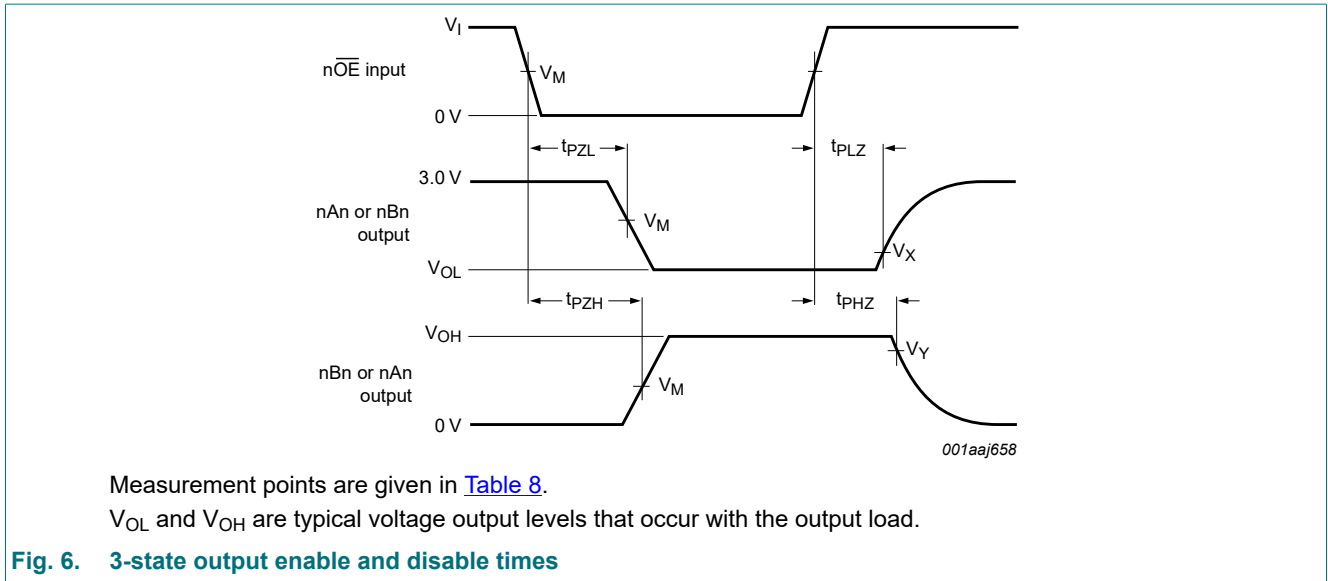 V_I
nO̅E̅ input
V_M
0 V
t_PZL
t_PLZ
3.0 V
nAn or nBn
output
V_M
V_X
V_OL
t_PZH
t_PHZ
V_OH
V_Y
nBn or nAn
output
V_M
0 V
001aaj658
Measurement points are given in Table 8.
V_OL and V_OH are typical voltage output levels that occur with the output load.
Fig. 6. 3-state output enable and disable times